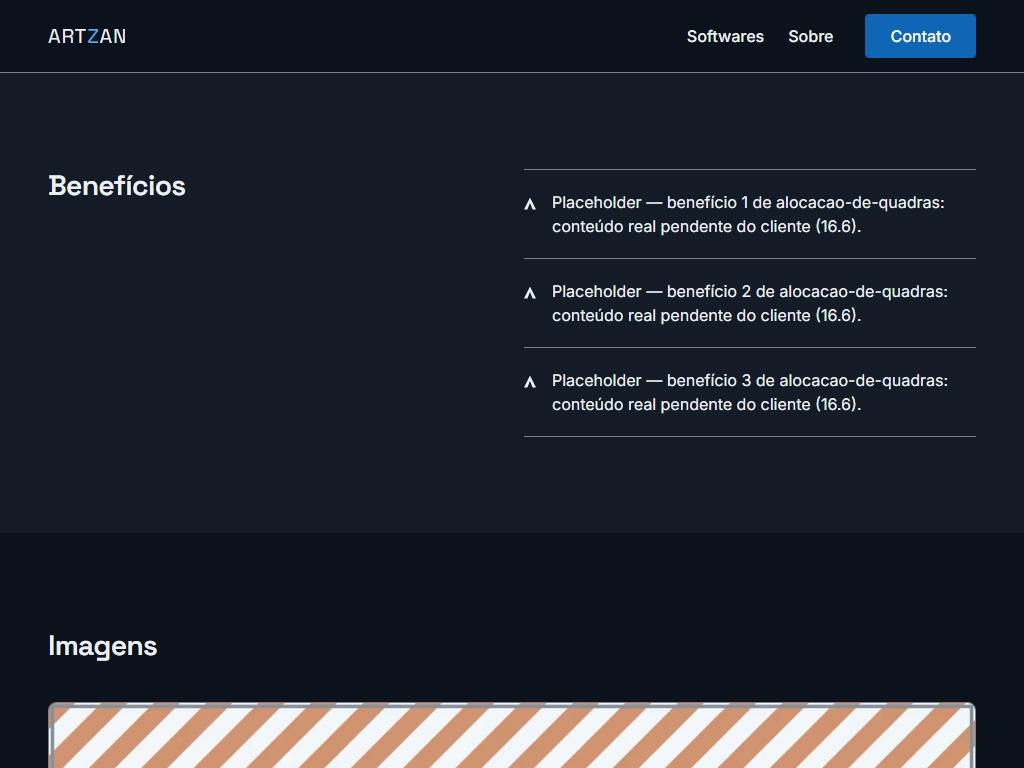 ARTZAN
Softwares
Sobre
Contato
Benefícios
Placeholder — benefício 1 de alocacao-de-quadras:
conteúdo real pendente do cliente (16.6).
Placeholder — benefício 2 de alocacao-de-quadras:
conteúdo real pendente do cliente (16.6).
Placeholder — benefício 3 de alocacao-de-quadras:
conteúdo real pendente do cliente (16.6).
Imagens